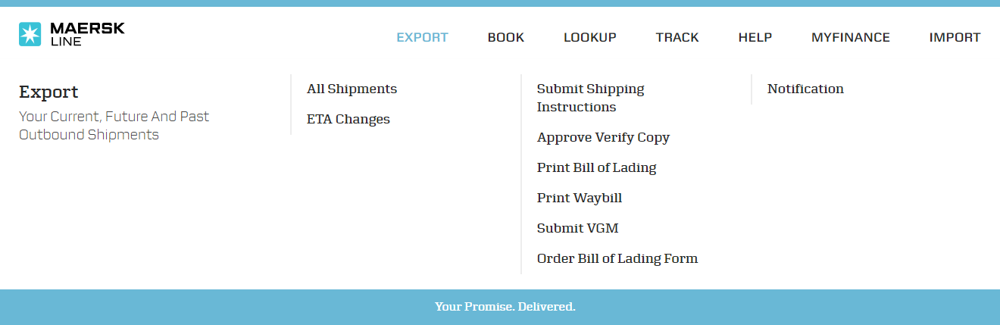 MAERSK
LINE
EXPORT
BOOK
LOOKUP
TRACK
HELP
MYFINANCE
IMPORT
Export
Your Current, Future And Past
Outbound Shipments
All Shipments
ETA Changes
Submit Shipping
Instructions
Approve Verify Copy
Print Bill of Lading
Print Waybill
Submit VGM
Order Bill of Lading Form
Notification
Your Promise. Delivered.